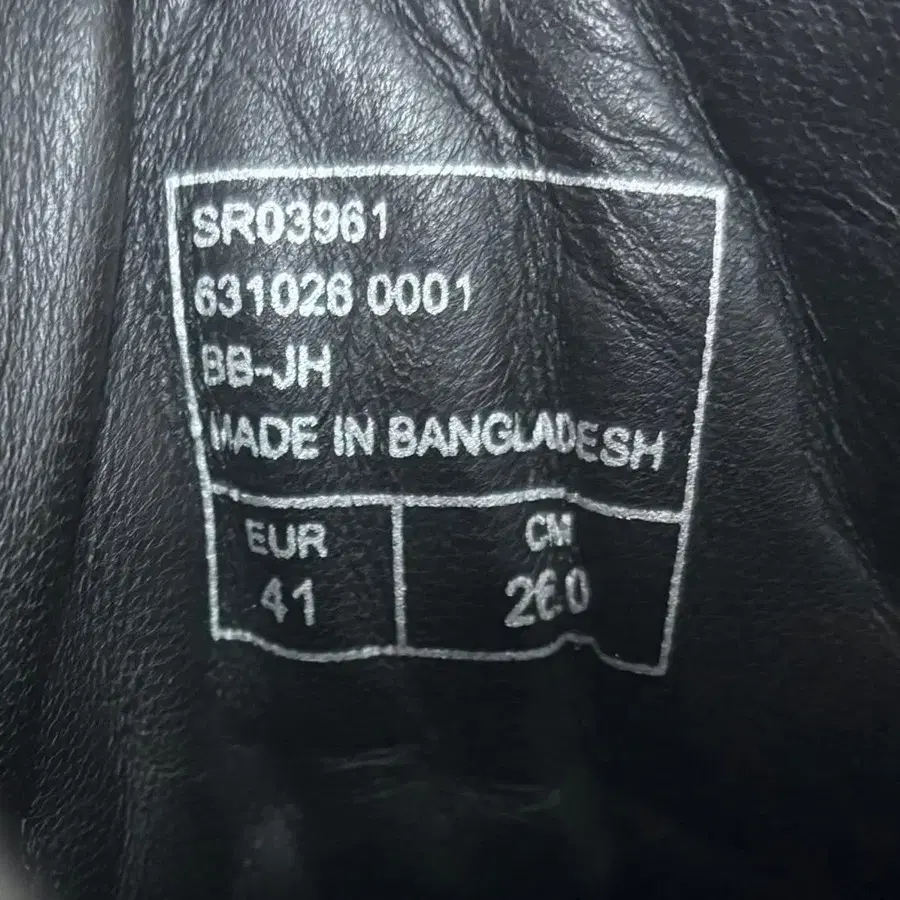 SR03961
631026 0001
BB-JH
MADE IN BANGLADESH
EUR
41
CM
26.0